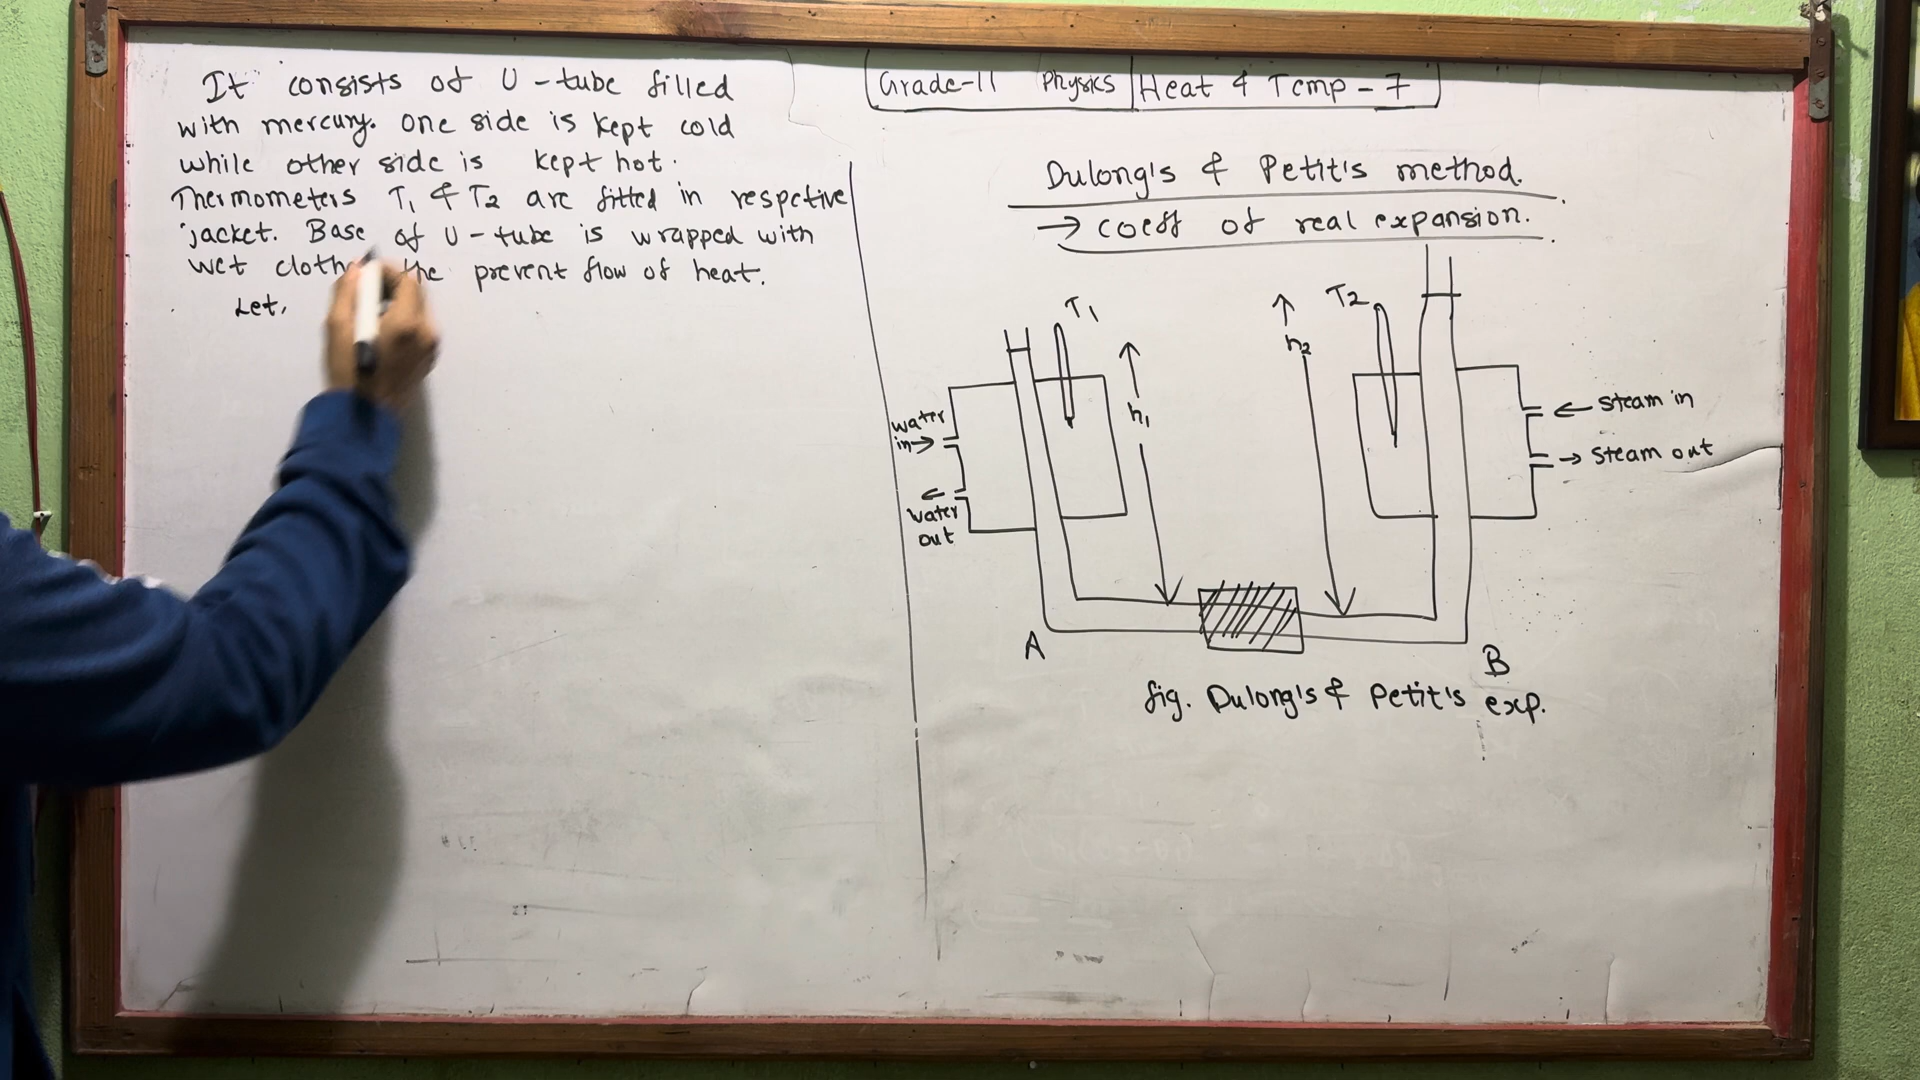 It consists of U-tube filled
with mercury. One side is kept cold
while other side is kept hot.
Thermometers T1 & T2 are fitted in respctive
jacket. Base of U-tube is wrapped with
wet cloth the prevent flow of heat.
Let,
Grade-11 Physics Heat & Temp-7
Dulong's & Petit's method.
→ coeff of real expansion.
T1
T2
h1
h2
water
in→
←
water
out
← steam in
→ steam out
A
B
fig. Dulong's & Petit's exp.